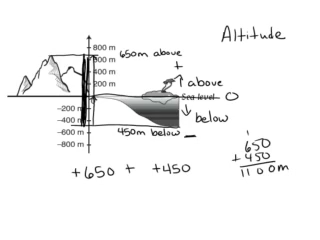 Altitude
800 m
650m above
600 m
+
400 m
above
200 m
Sea level
0
−200 m
−400 m
below
−600 m
450m below
−
−800 m
1
650
+ 450
1100m
+650 + +450